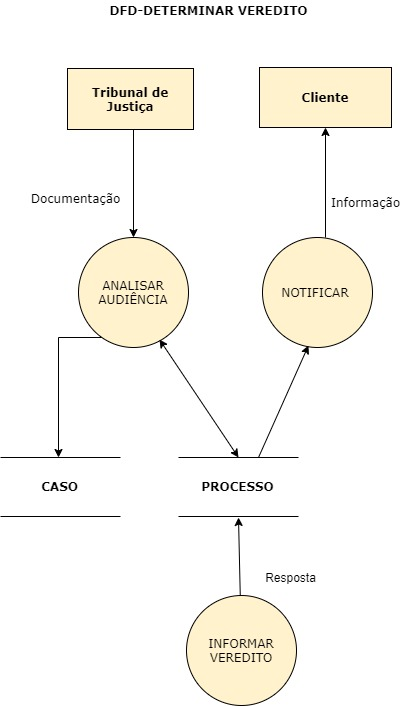 DFD-DETERMINAR VEREDITO
Tribunal de
Justiça
Cliente
Documentação
Informação
ANALISAR
AUDIÊNCIA
NOTIFICAR
CASO
PROCESSO
Resposta
INFORMAR
VEREDITO